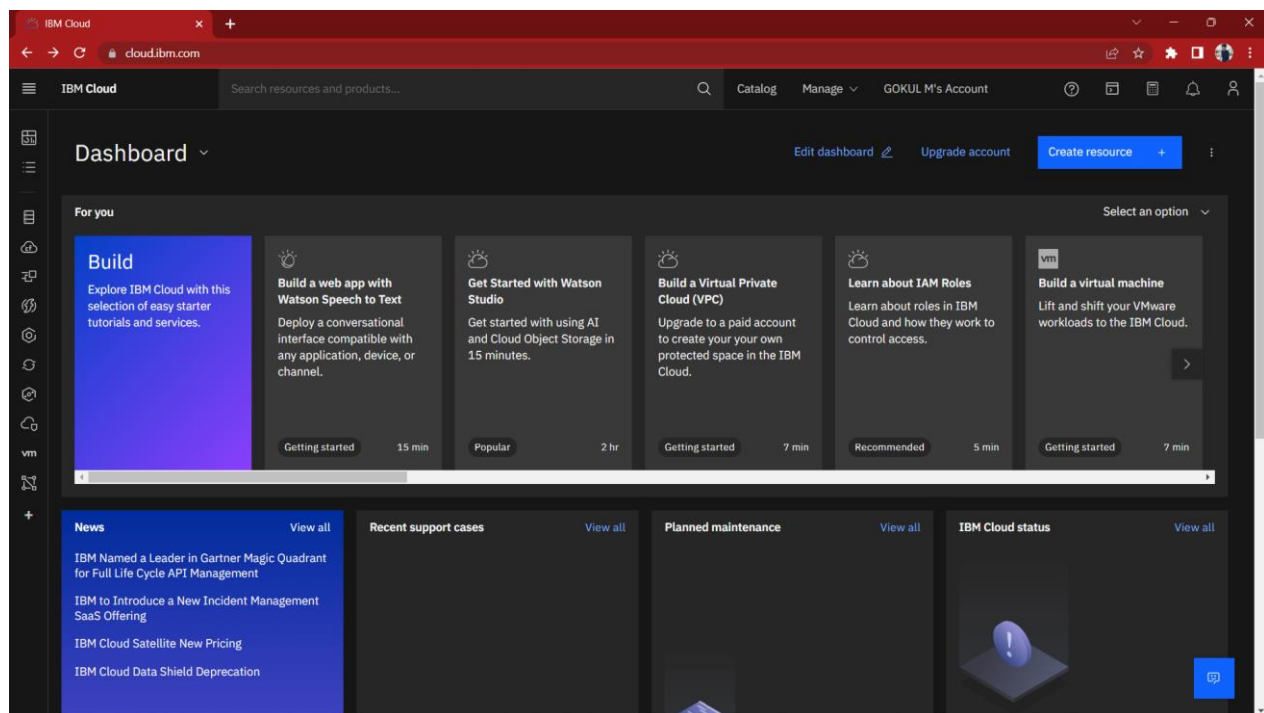 IBM Cloud
cloud.ibm.com
IBM Cloud
Search resources and products...
Catalog
Manage
GOKUL M's Account
Dashboard
Edit dashboard
Upgrade account
Create resource +
For you
Select an option
Build
Explore IBM Cloud with this
selection of easy starter
tutorials and services.
Build a web app with
Watson Speech to Text
Deploy a conversational
interface compatible with
any application, device, or
channel.
Getting started
15 min
Get Started with Watson
Studio
Get started with using AI
and Cloud Object Storage in
15 minutes.
Popular
2 hr
Build a Virtual Private
Cloud (VPC)
Upgrade to a paid account
to create your your own
protected space in the IBM
Cloud.
Getting started
7 min
Learn about IAM Roles
Learn about roles in IBM
Cloud and how they work to
control access.
Recommended
5 min
vm
Build a virtual machine
Lift and shift your VMware
workloads to the IBM Cloud.
Getting started
7 min
vm
News
View all
IBM Named a Leader in Gartner Magic Quadrant
for Full Life Cycle API Management
IBM to Introduce a New Incident Management
SaaS Offering
IBM Cloud Satellite New Pricing
IBM Cloud Data Shield Deprecation
Recent support cases
View all
Planned maintenance
View all
IBM Cloud status
View all